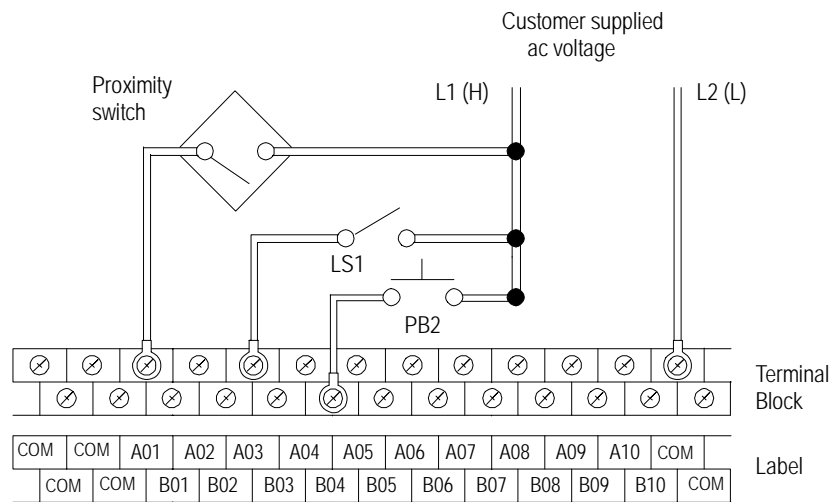 Customer supplied
ac voltage
Proximity
switch
L1 (H)
L2 (L)
LS1
PB2
Terminal
Block
COM COM A01 A02 A03 A04 A05 A06 A07 A08 A09 A10 COM
Label
COM COM B01 B02 B03 B04 B05 B06 B07 B08 B09 B10 COM